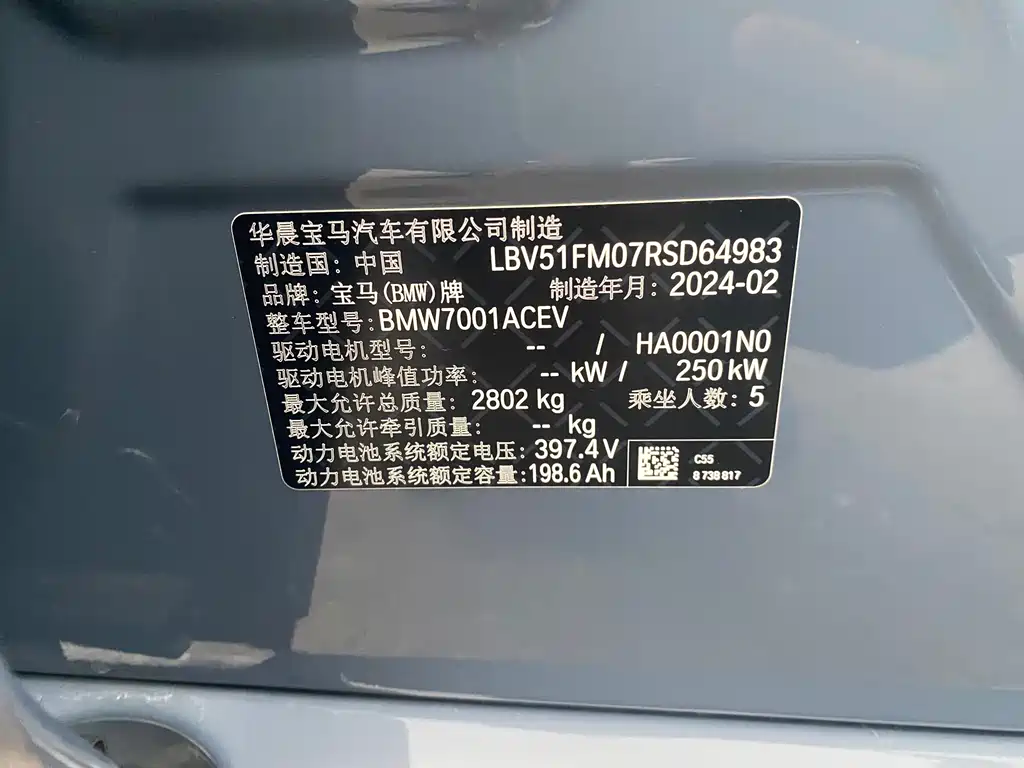 华晨宝马汽车有限公司制造
制造国：中国 LBV51FM07RSD64983
品牌：宝马(BMW)牌 制造年月：2024-02
整车型号：BMW7001ACEV
驱动电机型号： -- / HA0001N0
驱动电机峰值功率： -- kW / 250 kW
最大允许总质量：2802 kg 乘坐人数：5
最大允许牵引质量： -- kg
动力电池系统额定电压：397.4 V
动力电池系统额定容量：198.6 Ah
C55
8 738 817